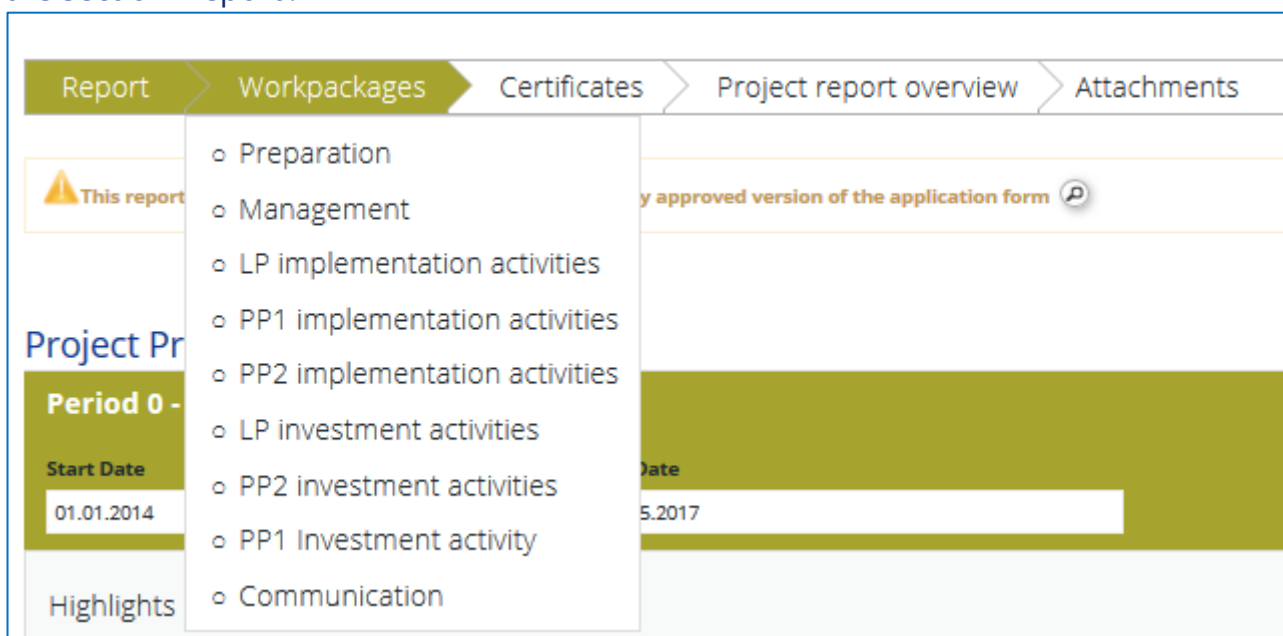 Report Workpackages Certificates Project report overview Attachments
○ Preparation
This report y approved version of the application form
○ Management
○ LP implementation activities
○ PP1 implementation activities
Project Pr
○ PP2 implementation activities
Period 0 -
○ LP investment activities
Start Date Date
○ PP2 investment activities
01.01.2014 5.2017
○ PP1 Investment activity
Highlights
○ Communication